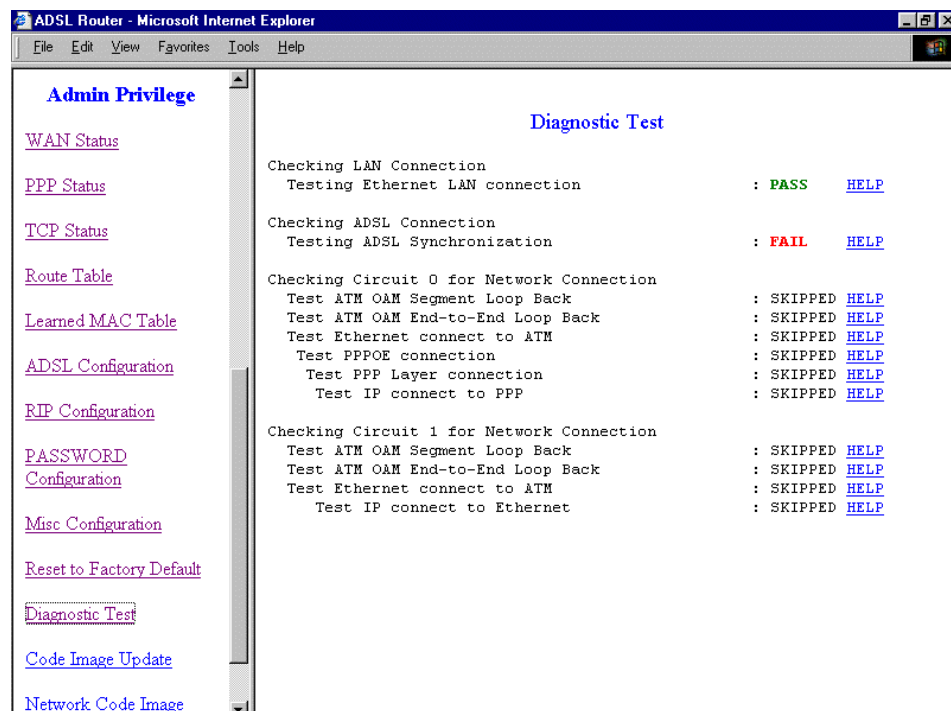 ADSL Router - Microsoft Internet Explorer
File Edit View Favorites Tools Help
Admin Privilege
WAN Status
PPP Status
TCP Status
Route Table
Learned MAC Table
ADSL Configuration
RIP Configuration
PASSWORD
Configuration
Misc Configuration
Reset to Factory Default
Diagnostic Test
Code Image Update
Network Code Image
Diagnostic Test
Checking LAN Connection
Testing Ethernet LAN connection : PASS HELP
Checking ADSL Connection
Testing ADSL Synchronization : FAIL HELP
Checking Circuit 0 for Network Connection
Test ATM OAM Segment Loop Back : SKIPPED HELP
Test ATM OAM End-to-End Loop Back : SKIPPED HELP
Test Ethernet connect to ATM : SKIPPED HELP
Test PPPOE connection : SKIPPED HELP
Test PPP Layer connection : SKIPPED HELP
Test IP connect to PPP : SKIPPED HELP
Checking Circuit 1 for Network Connection
Test ATM OAM Segment Loop Back : SKIPPED HELP
Test ATM OAM End-to-End Loop Back : SKIPPED HELP
Test Ethernet connect to ATM : SKIPPED HELP
Test IP connect to Ethernet : SKIPPED HELP